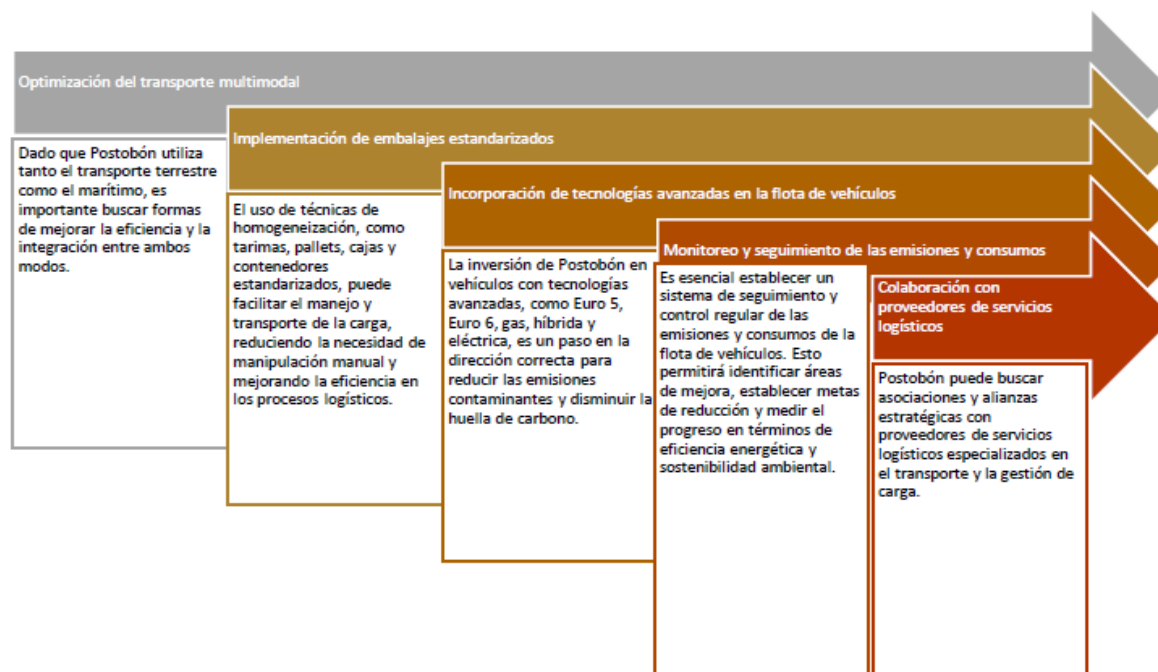 Optimización del transporte multimodal
Dado que Postobón utiliza
tanto el transporte terrestre
como el marítimo, es
importante buscar formas
de mejorar la eficiencia y la
integración entre ambos
modos.
Implementación de embalajes estandarizados
El uso de técnicas de
homogeneización, como
tarimas, pallets, cajas y
contenedores
estandarizados, puede
facilitar el manejo y
transporte de la carga,
reduciendo la necesidad de
manipulación manual y
mejorando la eficiencia en
los procesos logísticos.
Incorporación de tecnologías avanzadas en la flota de vehículos
La inversión de Postobón en
vehículos con tecnologías
avanzadas, como Euro 5,
Euro 6, gas, híbrida y
eléctrica, es un paso en la
dirección correcta para
reducir las emisiones
contaminantes y disminuir la
huella de carbono.
Monitoreo y seguimiento de las emisiones y consumos
Es esencial establecer un
sistema de seguimiento y
control regular de las
emisiones y consumos de la
flota de vehículos. Esto
permitirá identificar áreas
de mejora, establecer metas
de reducción y medir el
progreso en términos de
eficiencia energética y
sostenibilidad ambiental.
Colaboración con
proveedores de servicios
logísticos
Postobón puede buscar
asociaciones y alianzas
estratégicas con
proveedores de servicios
logísticos especializados en
el transporte y la gestión de
carga.